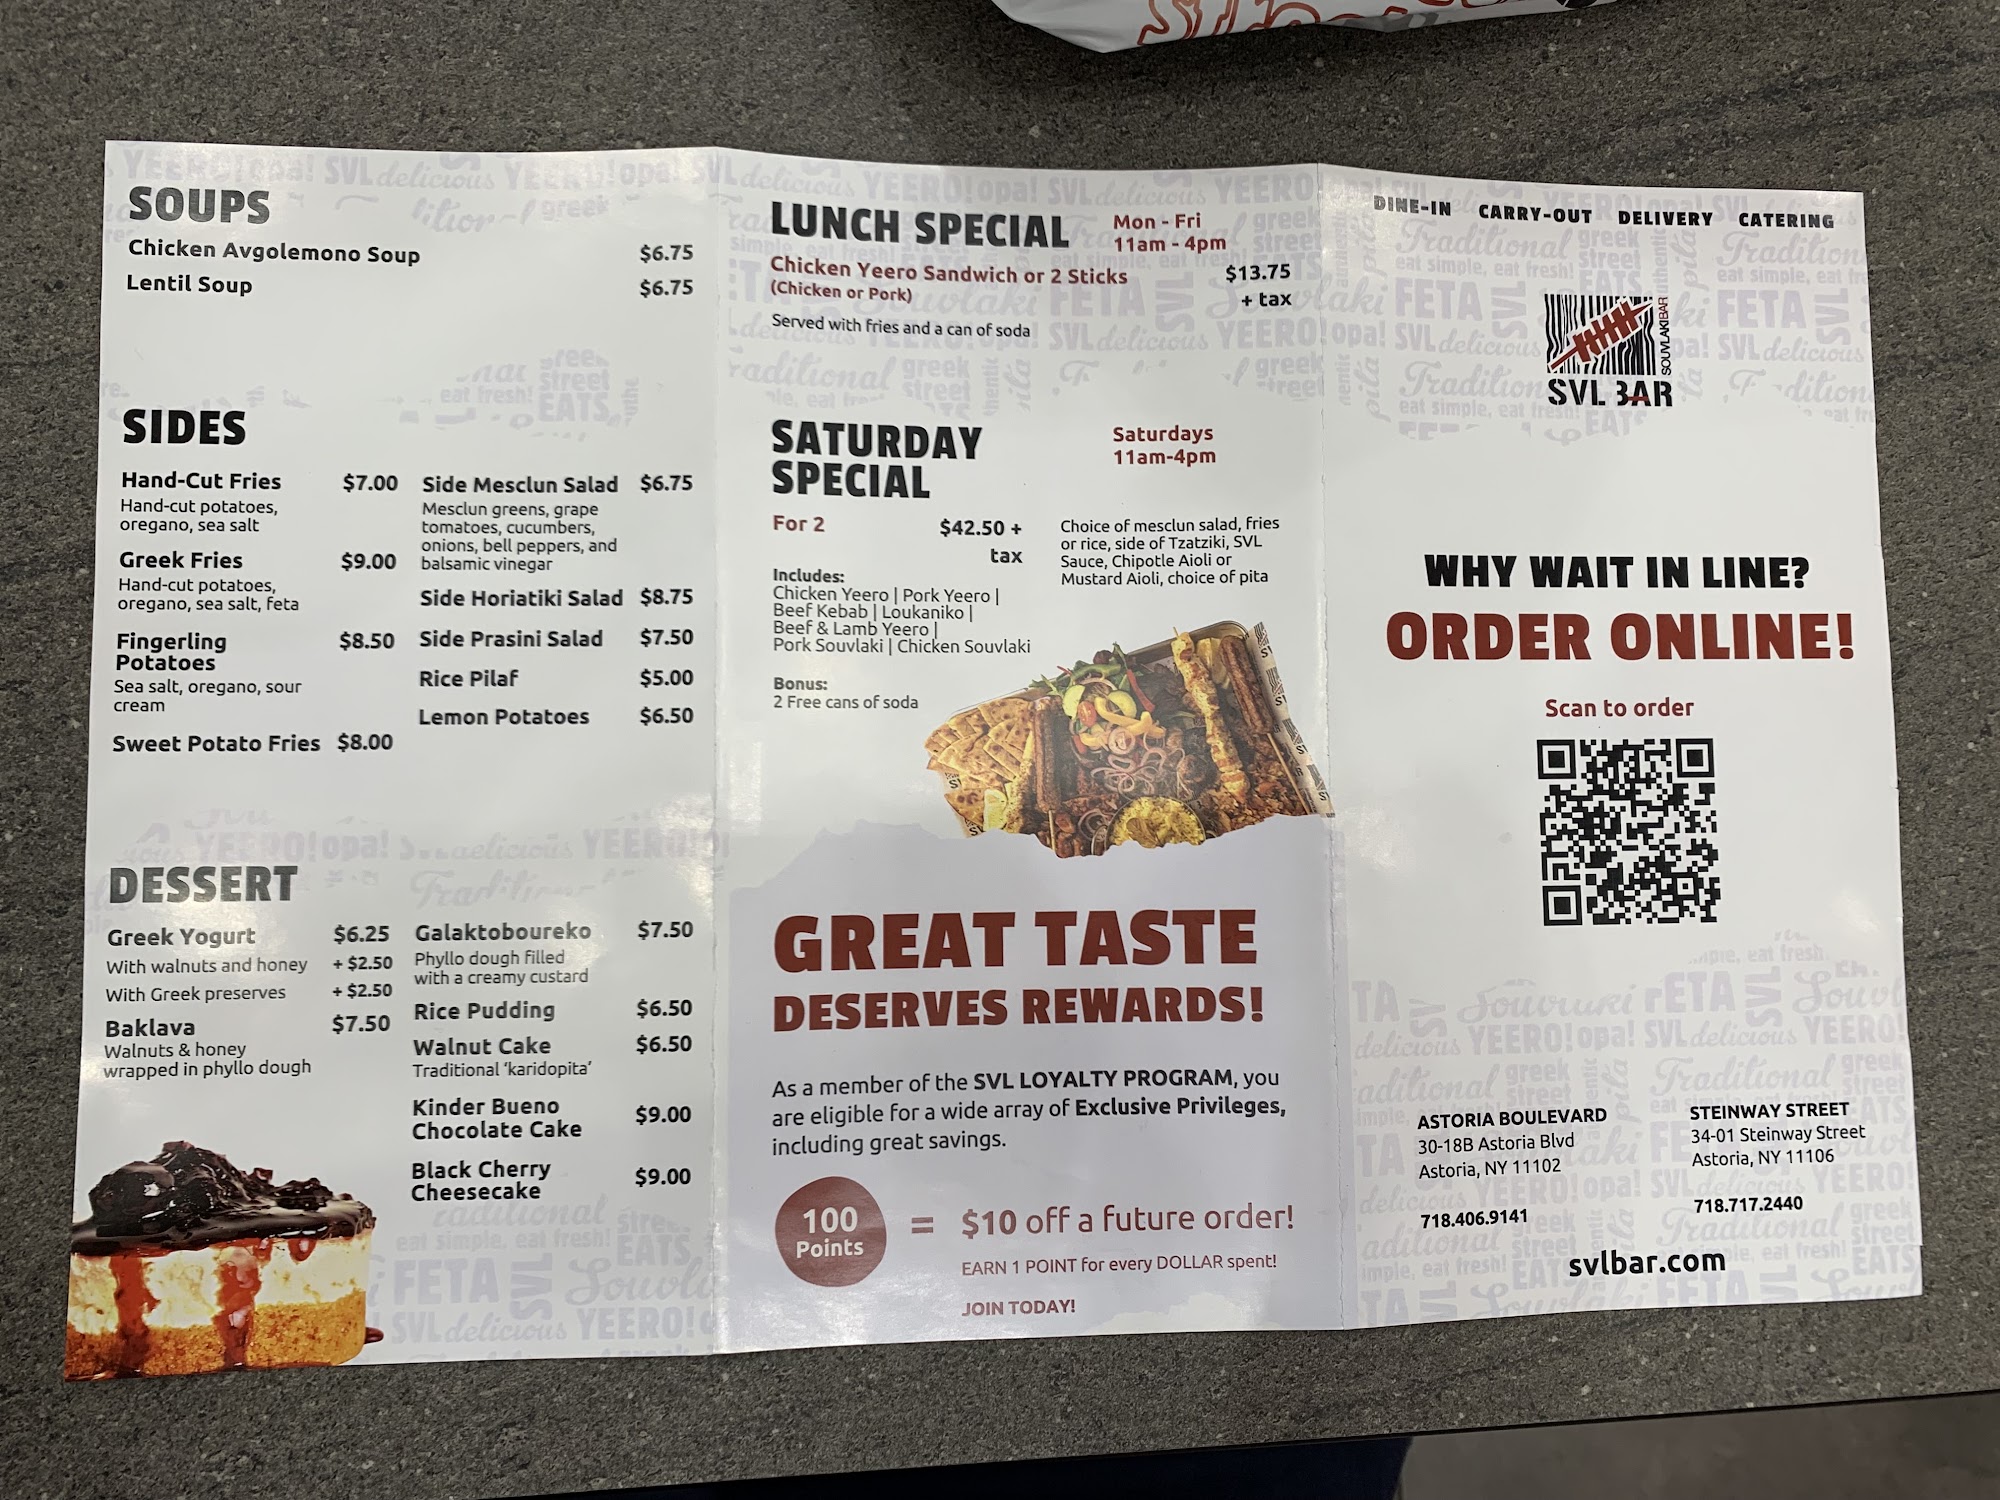 SOUPS
Chicken Avgolemono Soup $6.75
Lentil Soup $6.75
SIDES
Hand-Cut Fries $7.00
Hand-cut potatoes,
oregano, sea salt
Greek Fries $9.00
Hand-cut potatoes,
oregano, sea salt, feta
Fingerling
Potatoes $8.50
Sea salt, oregano, sour
cream
Sweet Potato Fries $8.00
Side Mesclun Salad $6.75
Mesclun greens, grape
tomatoes, cucumbers,
onions, bell peppers, and
balsamic vinegar
Side Horiatiki Salad $8.75
Side Prasini Salad $7.50
Rice Pilaf $5.00
Lemon Potatoes $6.50
DESSERT
Greek Yogurt $6.25
With walnuts and honey + $2.50
With Greek preserves + $2.50
Baklava $7.50
Walnuts & honey
wrapped in phyllo dough
Galaktoboureko $7.50
Phyllo dough filled
with a creamy custard
Rice Pudding $6.50
Walnut Cake $6.50
Traditional 'karidopita'
Kinder Bueno
Chocolate Cake $9.00
Black Cherry
Cheesecake $9.00
LUNCH SPECIAL
Mon - Fri
11am - 4pm
Chicken Yeero Sandwich or 2 Sticks $13.75
(Chicken or Pork) + tax
Served with fries and a can of soda
SATURDAY
SPECIAL
Saturdays
11am-4pm
For 2 $42.50 +
tax
Includes:
Chicken Yeero | Pork Yeero |
Beef Kebab | Loukaniko |
Beef & Lamb Yeero |
Pork Souvlaki | Chicken Souvlaki
Bonus:
2 Free cans of soda
Choice of mesclun salad, fries
or rice, side of Tzatziki, SVL
Sauce, Chipotle Aioli or
Mustard Aioli, choice of pita
GREAT TASTE
DESERVES REWARDS!
As a member of the SVL LOYALTY PROGRAM, you
are eligible for a wide array of Exclusive Privileges,
including great savings.
100
Points
= $10 off a future order!
EARN 1 POINT for every DOLLAR spent!
JOIN TODAY!
DINE-IN CARRY-OUT DELIVERY CATERING
SOUVLAKI BAR
SVL BAR
WHY WAIT IN LINE?
ORDER ONLINE!
Scan to order
ASTORIA BOULEVARD
30-18B Astoria Blvd
Astoria, NY 11102
718.406.9141
STEINWAY STREET
34-01 Steinway Street
Astoria, NY 11106
718.717.2440
svlbar.com